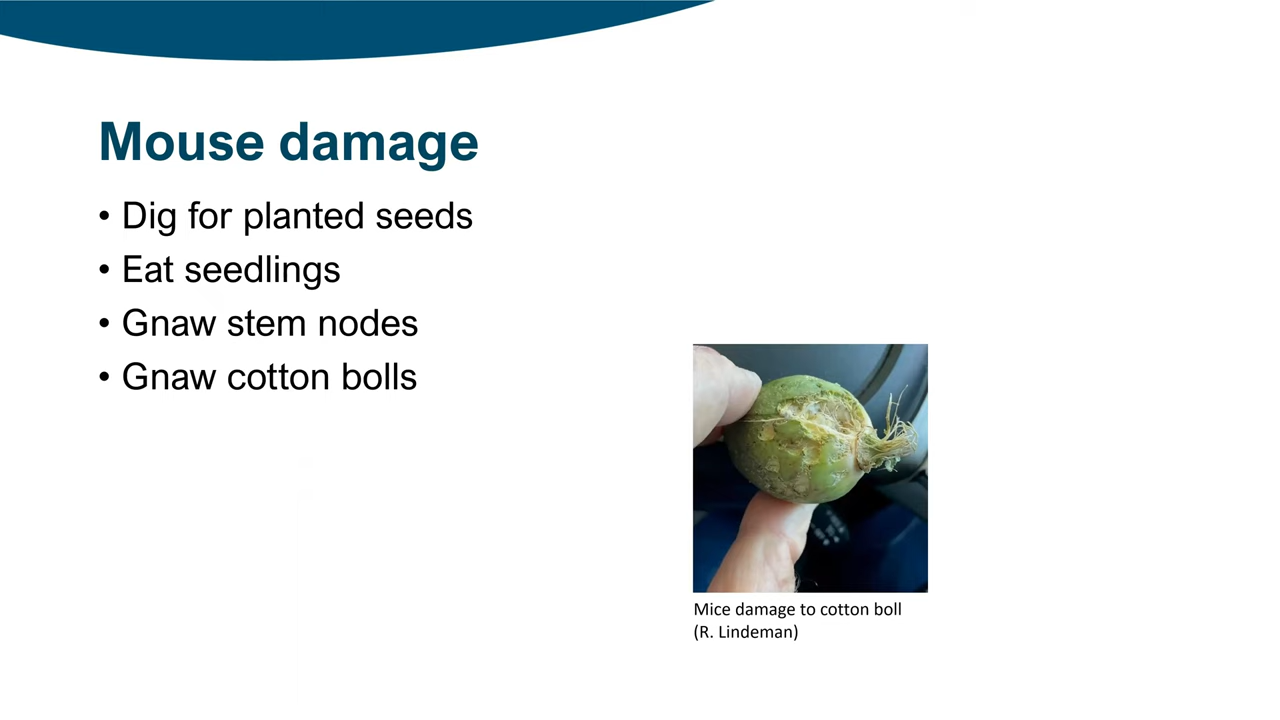 Mouse damage
• Dig for planted seeds
• Eat seedlings
• Gnaw stem nodes
• Gnaw cotton bolls
Mice damage to cotton boll
(R. Lindeman)